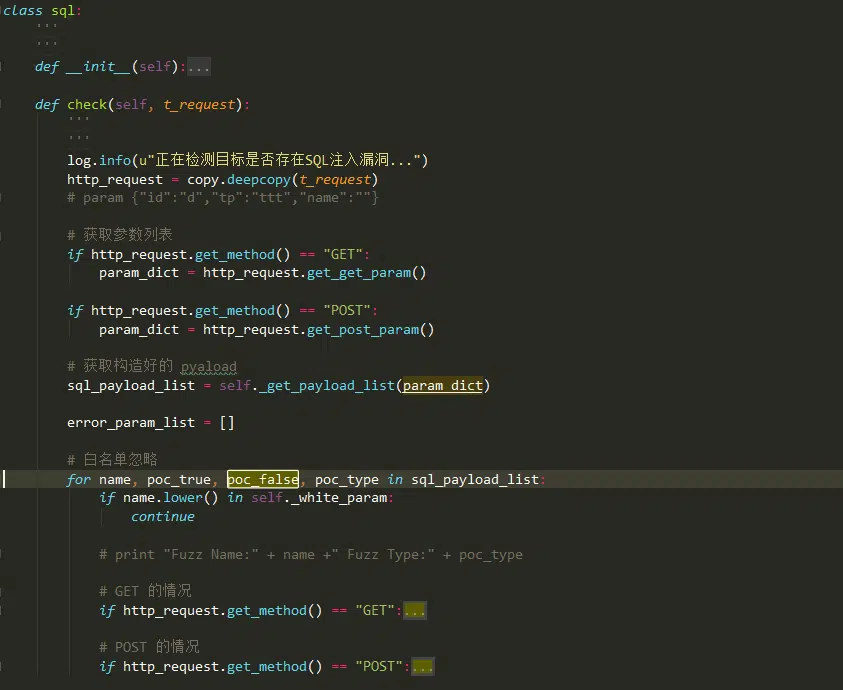 class sql:
'''
'''
def __init__(self):...
def check(self, t_request):
'''
'''
log.info(u"正在检测目标是否存在SQL注入漏洞...")
http_request = copy.deepcopy(t_request)
# param {"id":"d","tp":"ttt","name":""}
# 获取参数列表
if http_request.get_method() == "GET":
param_dict = http_request.get_get_param()
if http_request.get_method() == "POST":
param_dict = http_request.get_post_param()
# 获取构造好的 pyaload
sql_payload_list = self._get_payload_list(param_dict)
error_param_list = []
# 白名单忽略
for name, poc_true, poc_false, poc_type in sql_payload_list:
if name.lower() in self._white_param:
continue
# print "Fuzz Name:" + name +" Fuzz Type:" + poc_type
# GET 的情况
if http_request.get_method() == "GET":...
# POST 的情况
if http_request.get_method() == "POST":...